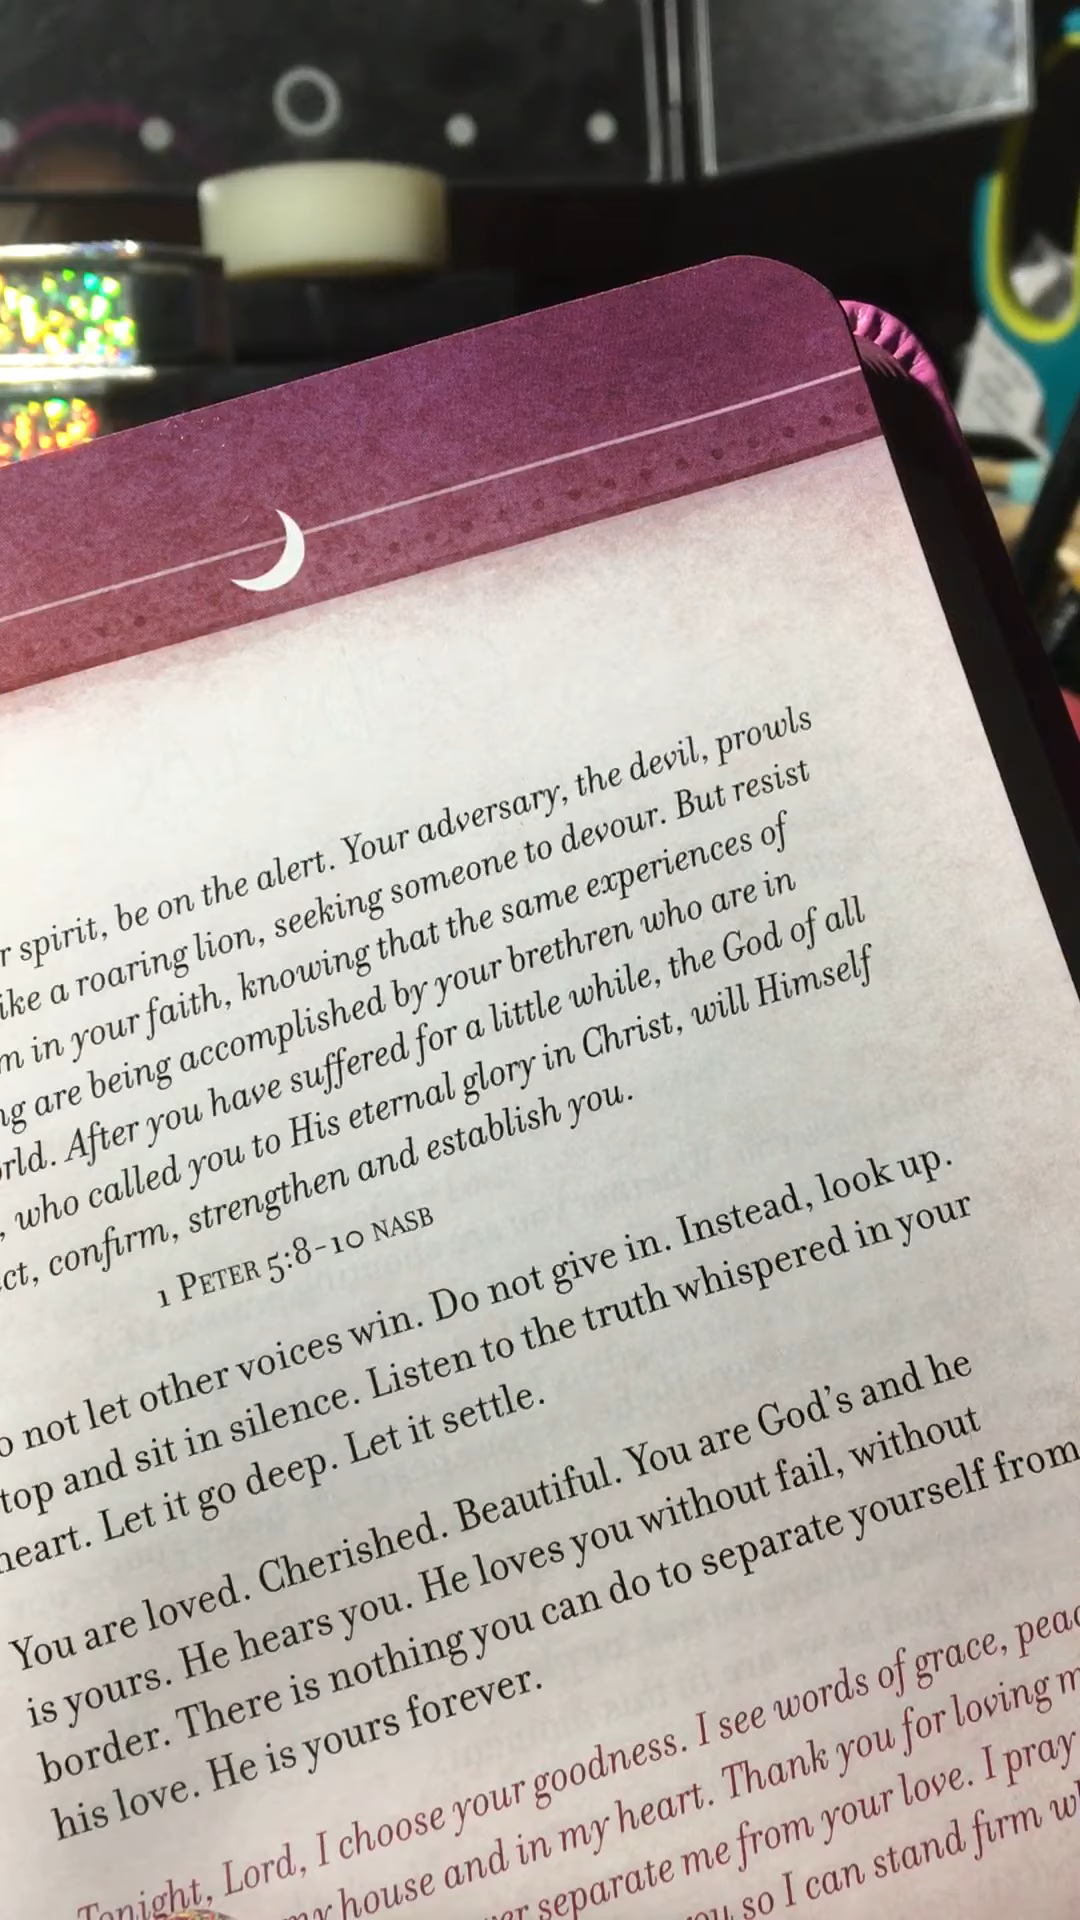 r spirit, be on the alert. Your adversary, the devil, prowls
ike a roaring lion, seeking someone to devour. But resist
m in your faith, knowing that the same experiences of
ng are being accomplished by your brethren who are in
rld. After you have suffered for a little while, the God of all
, who called you to His eternal glory in Christ, will Himself
ct, confirm, strengthen and establish you.
1 PETER 5:8-10 NASB
o not let other voices win. Do not give in. Instead, look up.
top and sit in silence. Listen to the truth whispered in your
heart. Let it go deep. Let it settle.
You are loved. Cherished. Beautiful. You are God's and he
is yours. He hears you. He loves you without fail, without
border. There is nothing you can do to separate yourself from
his love. He is yours forever.
Tonight, Lord, I choose your goodness. I see words of grace, peac
my house and in my heart. Thank you for loving m
er separate me from your love. I pray
ou so I can stand firm w